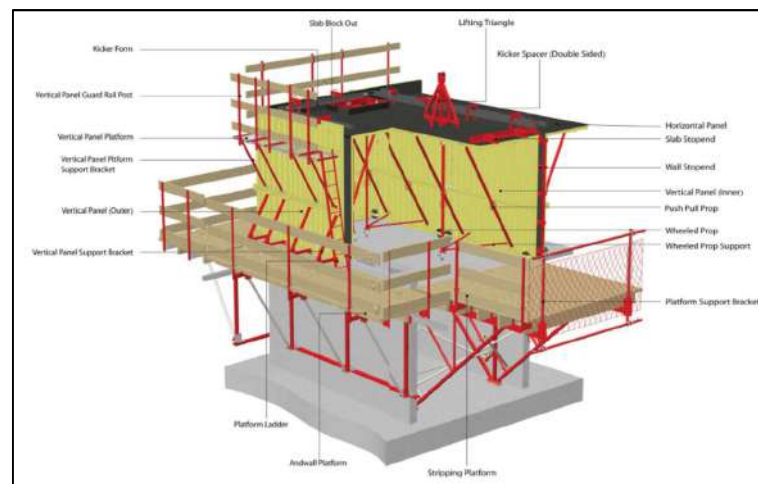 Slab Block Out
Lifting Triangle
Kicker Form
Kicker Spacer (Double Sided)
Vertical Panel Guard Rail Post
Horizontal Panel
Vertical Panel Platform
Slab Stopend
Vertical Panel Pltform
Support Bracket
Wall Stopend
Vertical Panel (Inner)
Vertical Panel (Outer)
Push Pull Prop
Wheeled Prop
Vertical Panel Support Bracket
Wheeled Prop Support
Platform Support Bracket
Platform Ladder
Andwall Platform
Stripping Platform